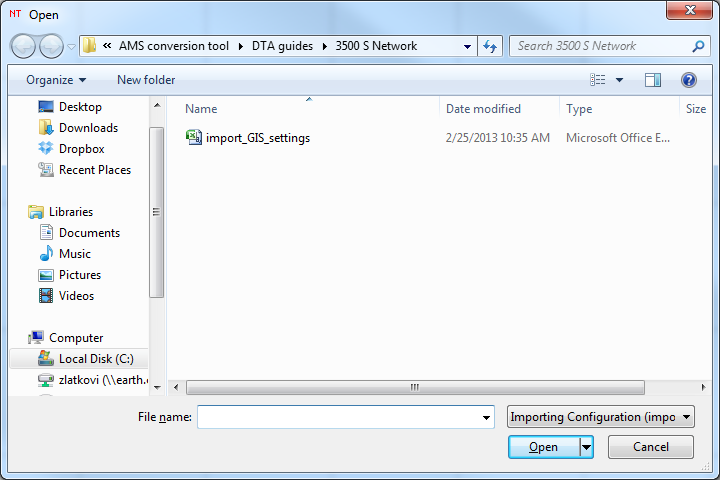 NT Open
« AMS conversion tool DTA guides 3500 S Network Search 3500 S Network
Organize New folder
Name Date modified Type Size
import_GIS_settings 2/25/2013 10:35 AM Microsoft Office E...
Desktop
Downloads
Dropbox
Recent Places
Libraries
Documents
Music
Pictures
Videos
Computer
Local Disk (C:)
zlatkovi (\\earth.
File name: Importing Configuration (impo
Open Cancel